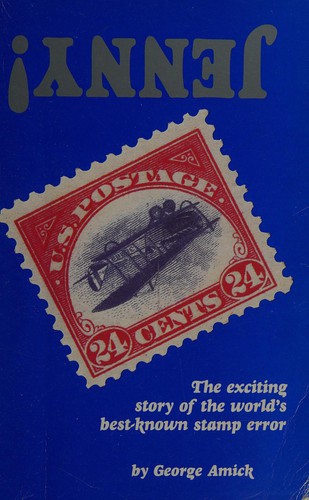 JENNY!
U.S. POSTAGE
24 CENTS 24
The exciting
story of the world's
best-known stamp error
by George Amick